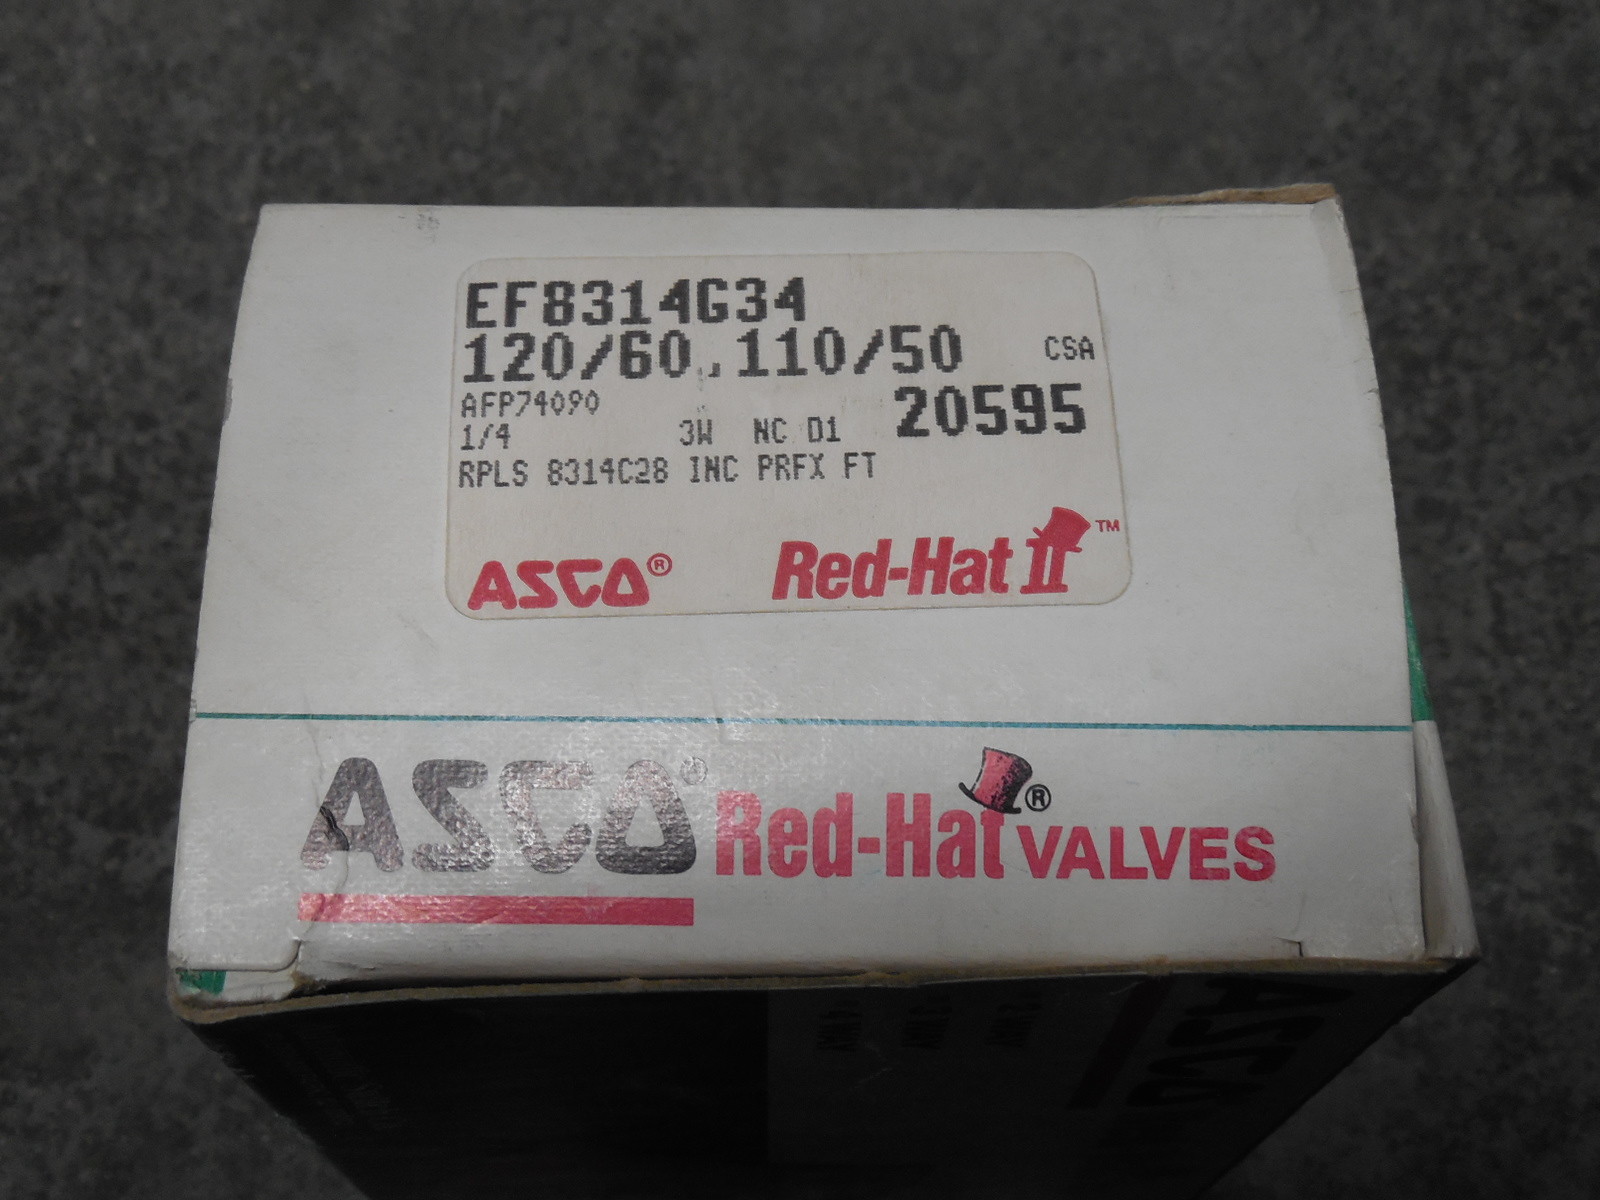 EF8314G34
120/60, 110/50 CSA
AFP74090 20595
1/4 3W NC D1
RPLS 8314C28 INC PRFX FT
ASCO® Red-Hat II™
ASCO® Red-Hat® VALVES
ASCO